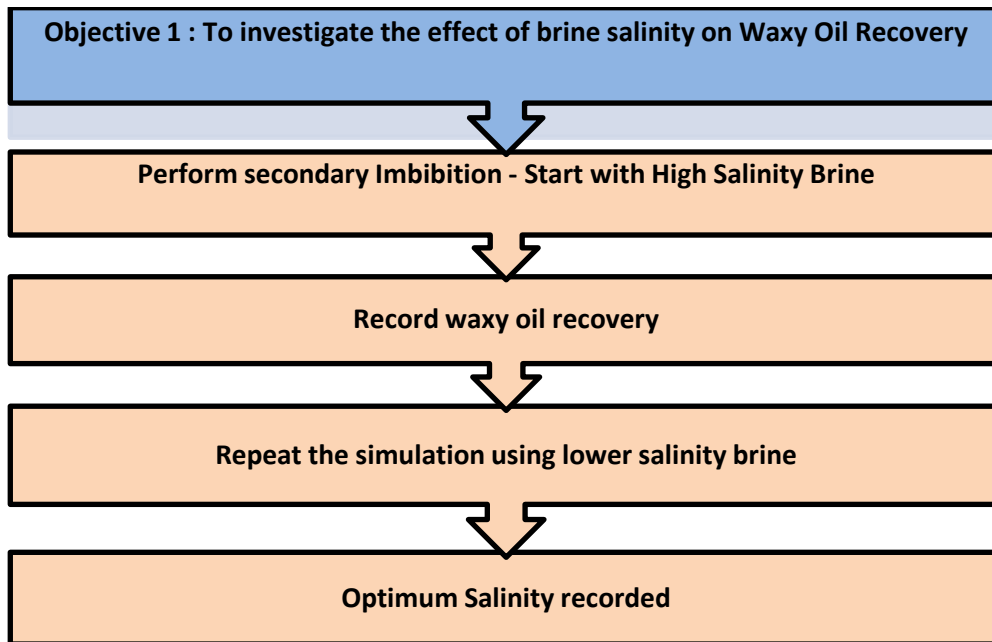 Objective 1 : To investigate the effect of brine salinity on Waxy Oil Recovery
Perform secondary Imbibition - Start with High Salinity Brine
Record waxy oil recovery
Repeat the simulation using lower salinity brine
Optimum Salinity recorded